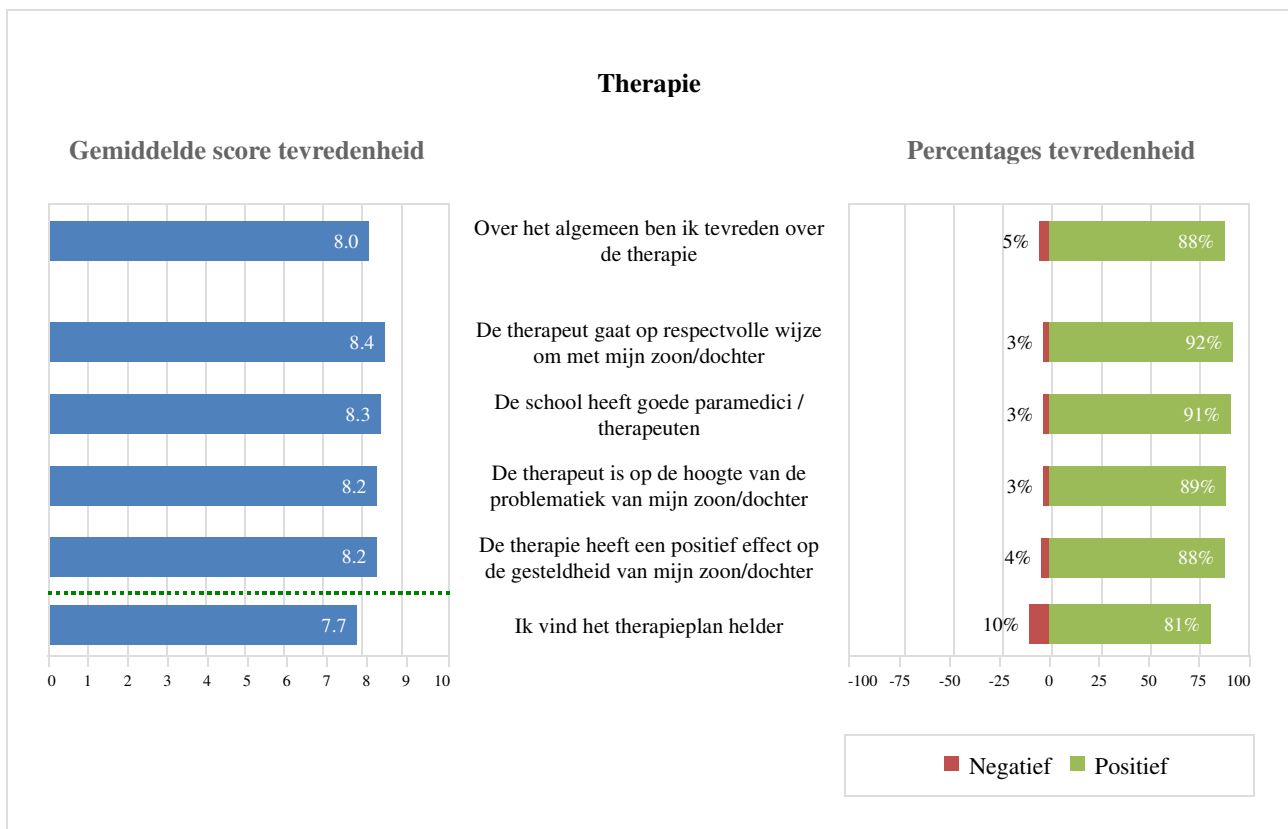 Therapie
Gemiddelde score tevredenheid
Percentages tevredenheid
8.0
Over het algemeen ben ik tevreden over
de therapie
5%
88%
8.4
De therapeut gaat op respectvolle wijze
om met mijn zoon/dochter
3%
92%
8.3
De school heeft goede paramedici /
therapeuten
3%
91%
8.2
De therapeut is op de hoogte van de
problematiek van mijn zoon/dochter
3%
89%
8.2
De therapie heeft een positief effect op
de gesteldheid van mijn zoon/dochter
4%
88%
7.7
Ik vind het therapieplan helder
10%
81%
0 1 2 3 4 5 6 7 8 9 10
-100 -75 -50 -25 0 25 50 75 100
Negatief Positief